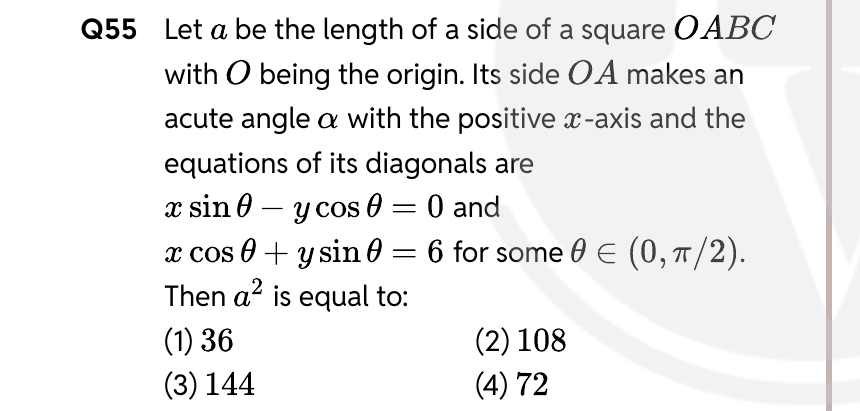 Q55 Let a be the length of a side of a square OABC
with O being the origin. Its side OA makes an
acute angle α with the positive x-axis and the
equations of its diagonals are
x sin θ − y cos θ = 0 and
x cos θ + y sin θ = 6 for some θ ∈ (0, π/2).
Then a² is equal to:
(1) 36 (2) 108
(3) 144 (4) 72